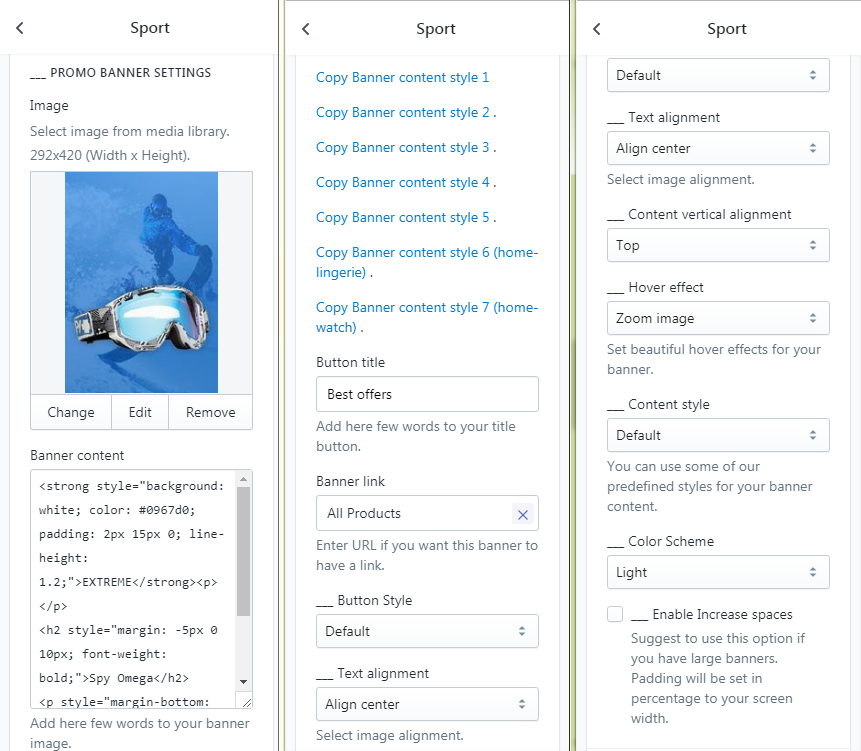 Sport
___ PROMO BANNER SETTINGS
Image
Select image from media library.
292x420 (Width x Height).
Change
Edit
Remove
Banner content
<strong style="background:
white; color: #0967d0;
padding: 2px 15px 0; line-
height:
1.2;">EXTREME</strong><p>
</p>
<h2 style="margin: -5px 0
10px; font-weight:
bold;">Spy Omega</h2>
<p style="margin-bottom:
Add here few words to your banner
image.
Sport
Copy Banner content style 1
Copy Banner content style 2 .
Copy Banner content style 3 .
Copy Banner content style 4 .
Copy Banner content style 5 .
Copy Banner content style 6 (home-
lingerie) .
Copy Banner content style 7 (home-
watch) .
Button title
Best offers
Add here few words to your title
button.
Banner link
All Products
Enter URL if you want this banner to
have a link.
___ Button Style
Default
___ Text alignment
Align center
Select image alignment.
Sport
Default
___ Text alignment
Align center
Select image alignment.
___ Content vertical alignment
Top
___ Hover effect
Zoom image
Set beautiful hover effects for your
banner.
___ Content style
Default
You can use some of our
predefined styles for your banner
content.
___ Color Scheme
Light
___ Enable Increase spaces
Suggest to use this option if
you have large banners.
Padding will be set in
percentage to your screen
width.